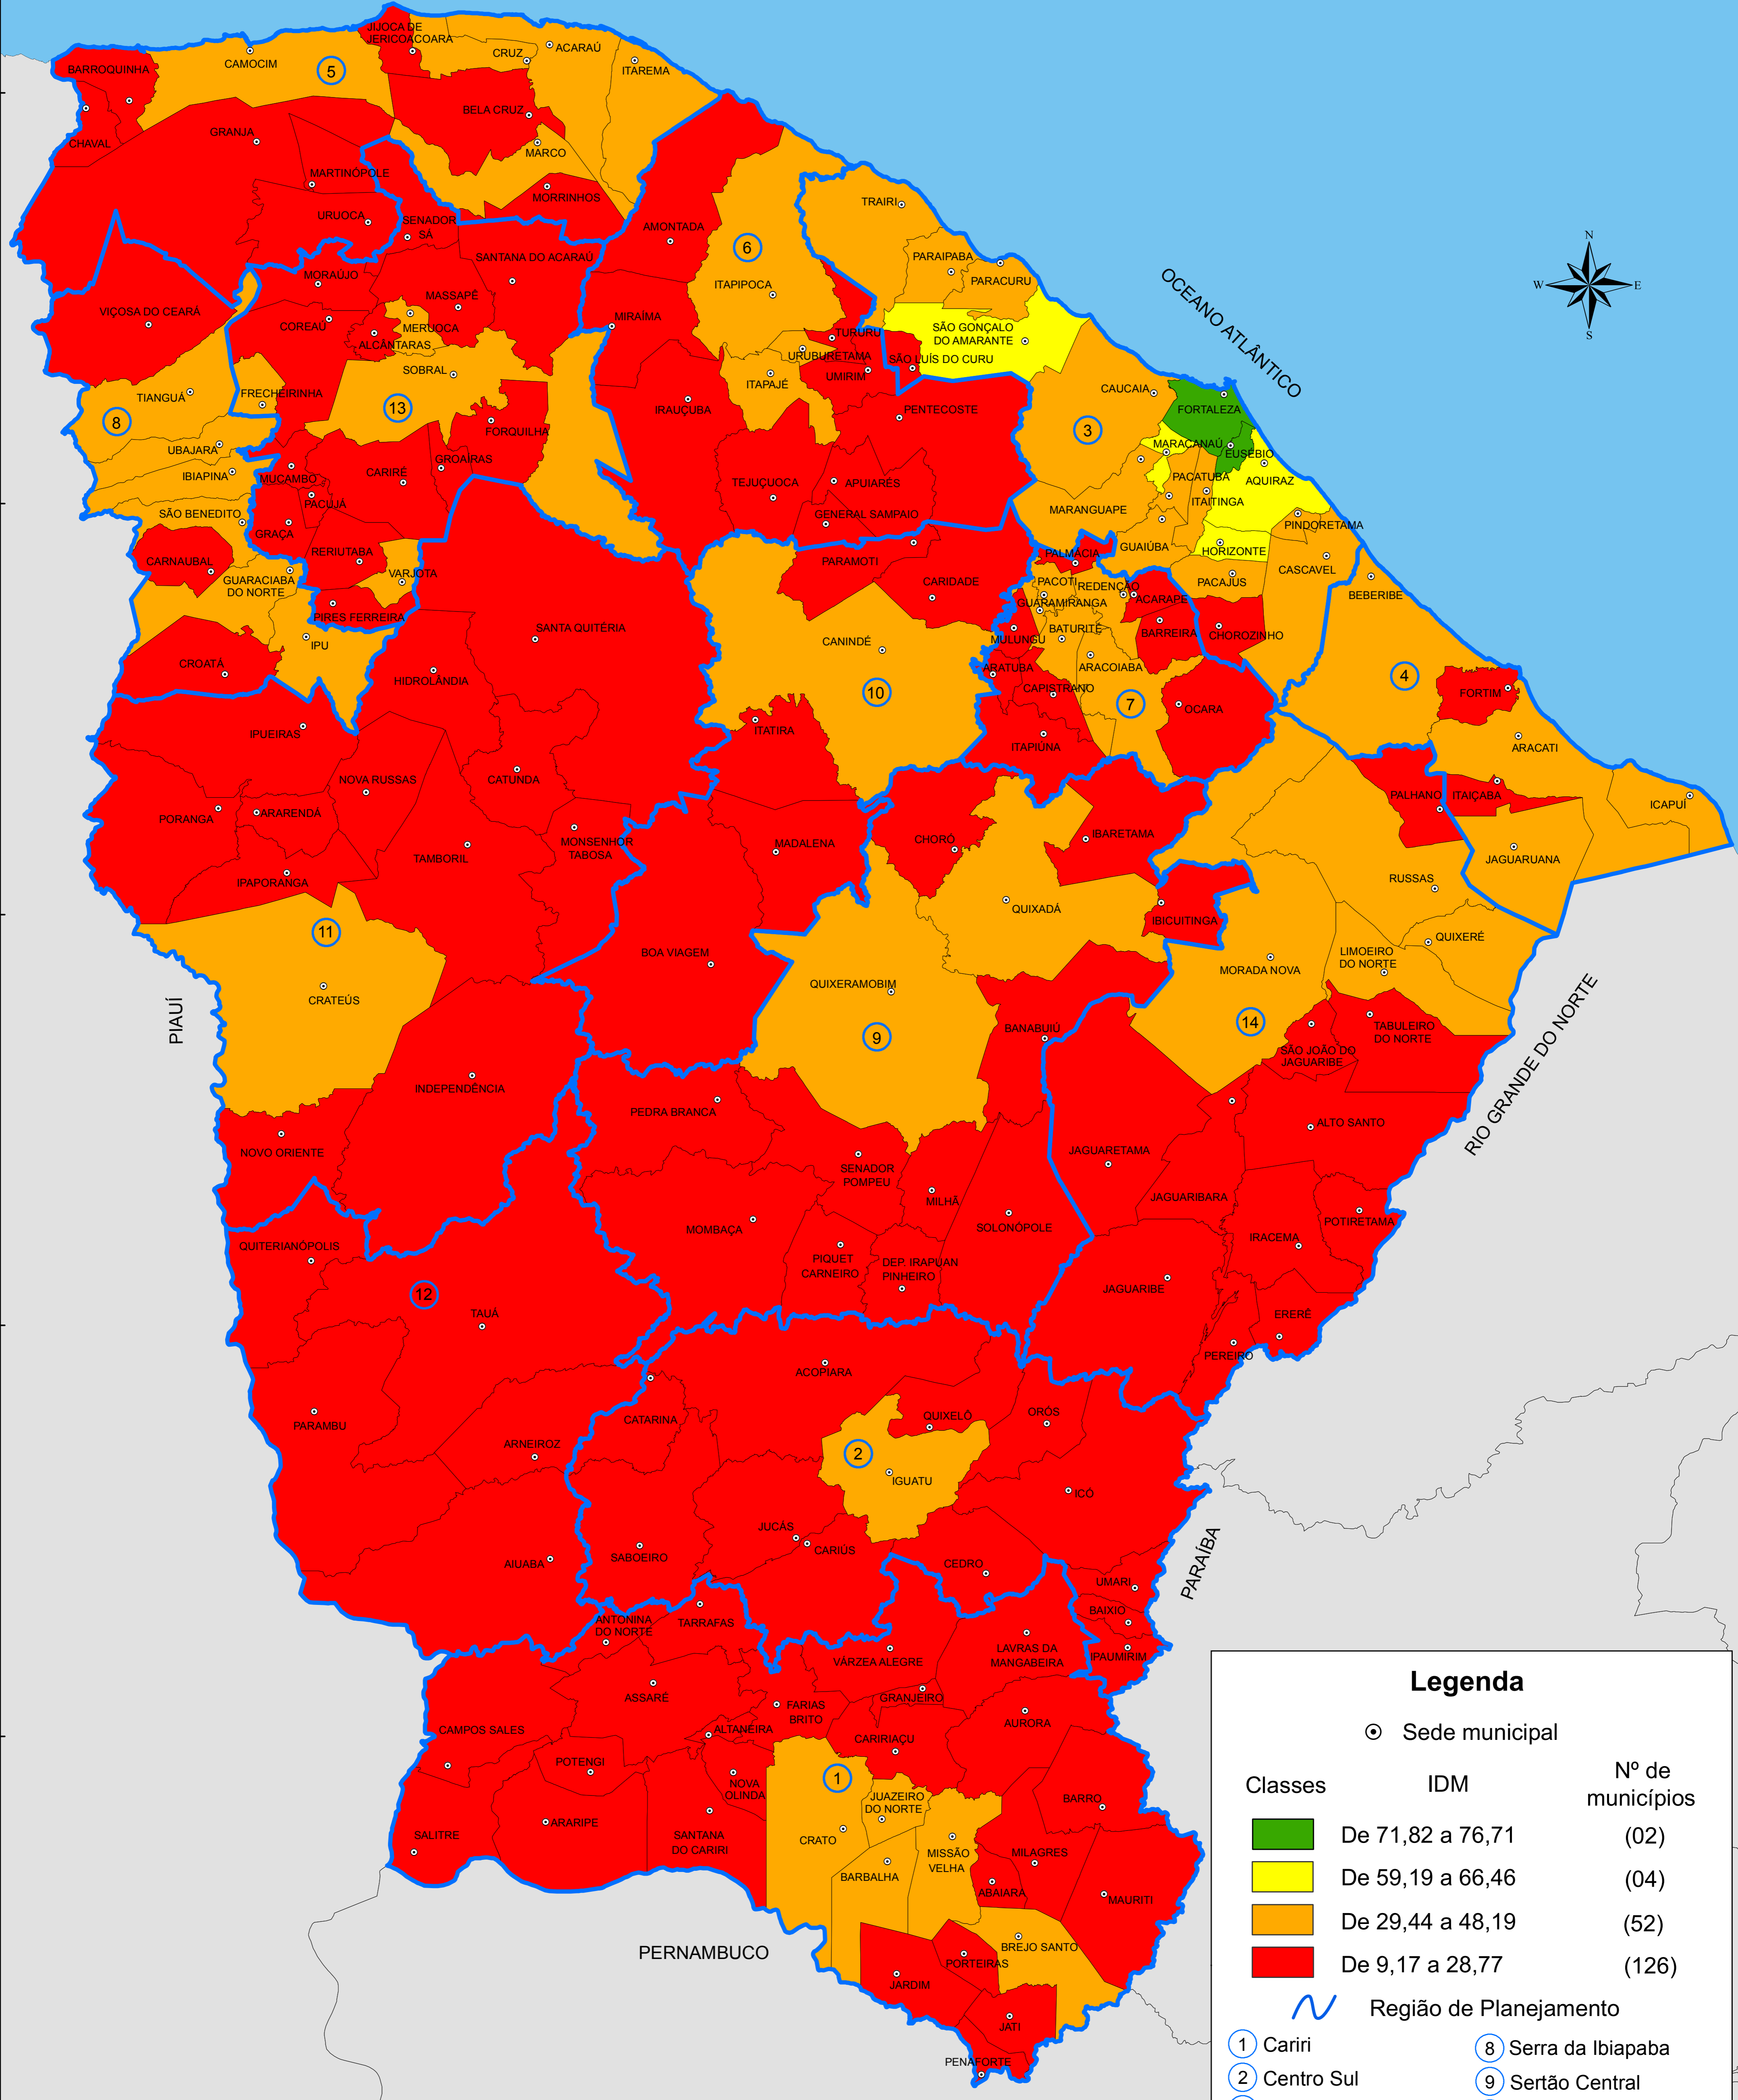 JIJOCA DE
JERICOACOARA
CRUZ
ACARAÚ
ITAREMA
BARROQUINHA
CAMOCIM
5
BELA CRUZ
CHAVAL
GRANJA
MARCO
MARTINÓPOLE
MORRINHOS
URUOCA
SENADOR
SÁ
AMONTADA
TRAIRI
6
N
W
E
S
SANTANA DO ACARAÚ
MORAÚJO
MASSAPÊ
ITAPIPOCA
PARAIPABA
PARACURU
OCEANO ATLÂNTICO
VIÇOSA DO CEARÁ
COREAÚ
MERUOCA
ALCÂNTARAS
MIRAÍMA
TURURU
URUBURETAMA
SÃO GONÇALO
DO AMARANTE
SÃO LUÍS DO CURU
SOBRAL
UMIRIM
ITAPAJÉ
TIANGUÁ
FRECHEIRINHA
13
8
IRAUÇUBA
PENTECOSTE
CAUCAIA
FORTALEZA
3
FORQUILHA
UBAJARA
MARACANAÚ
EUSÉBIO
IBIAPINA
MUCAMBO
CARIRÉ
GROAÍRAS
TEJUÇUOCA
APUIARÉS
PACATUBA
AQUIRAZ
PACUJÁ
ITAITINGA
SÃO BENEDITO
GENERAL SAMPAIO
MARANGUAPE
PINDORETAMA
GRAÇA
CARNAUBAL
RERIUTABA
GUARACIABA
DO NORTE
VARJOTA
PARAMOTI
CARIDADE
PALMÁCIA
GUAIÚBA
HORIZONTE
CASCAVEL
PACAJUS
PACOTI
REDENÇÃO
GUARAMIRANGA
ACARAPE
BEBERIBE
PIRES FERREIRA
IPU
SANTA QUITÉRIA
CANINDÉ
MULUNGU
BATURITÉ
BARREIRA
CHOROZINHO
CROATÁ
HIDROLÂNDIA
ARATUBA
ARACOIABA
4
10
CAPISTRANO
7
OCARA
FORTIM
IPUEIRAS
ITATIRA
ITAPIÚNA
ARACATI
NOVA RUSSAS
CATUNDA
PORANGA
ARARENDÁ
PALHANO
ITAIÇABA
ICAPUÍ
TAMBORIL
MONSENHOR
TABOSA
MADALENA
CHORÓ
IBARETAMA
JAGUARUANA
IPAPORANGA
RUSSAS
QUIXADÁ
IBICUITINGA
11
BOA VIAGEM
QUIXERÉ
LIMOEIRO
DO NORTE
MORADA NOVA
PIAUÍ
CRATEÚS
QUIXERAMOBIM
9
BANABUIÚ
14
TABULEIRO
DO NORTE
SÃO JOÃO DO
JAGUARIBE
RIO GRANDE DO NORTE
INDEPENDÊNCIA
PEDRA BRANCA
ALTO SANTO
NOVO ORIENTE
SENADOR
POMPEU
JAGUARETAMA
MILHÃ
JAGUARIBARA
MOMBAÇA
SOLONÓPOLE
POTIRETAMA
QUITERIANÓPOLIS
PIQUET
CARNEIRO
DEP. IRAPUAN
PINHEIRO
IRACEMA
12
TAUÁ
JAGUARIBE
ERERÊ
PEREIRO
ACOPIARA
PARAMBU
CATARINA
QUIXELÔ
ORÓS
ARNEIROZ
2
IGUATU
ICÓ
JUCÁS
CARIÚS
AIUABA
SABOEIRO
CEDRO
PARAÍBA
UMARI
BAIXIO
ANTONINA
DO NORTE
TARRAFAS
IPAUMIRIM
VÁRZEA ALEGRE
LAVRAS DA
MANGABEIRA
ASSARÉ
GRANJEIRO
FARIAS
BRITO
CAMPOS SALES
ALTANEIRA
AURORA
CARIRIAÇU
POTENGI
1
NOVA
OLINDA
JUAZEIRO
DO NORTE
BARRO
SALITRE
ARARIPE
SANTANA
DO CARIRI
CRATO
MISSÃO
VELHA
MILAGRES
BARBALHA
ABAIARA
MAURITI
BREJO SANTO
PERNAMBUCO
PORTEIRAS
JARDIM
JATI
PENAFORTE
Legenda
Sede municipal
Classes IDM Nº de
municípios
De 71,82 a 76,71 (02)
De 59,19 a 66,46 (04)
De 29,44 a 48,19 (52)
De 9,17 a 28,77 (126)
Região de Planejamento
1 Cariri 8 Serra da Ibiapaba
2 Centro Sul 9 Sertão Central